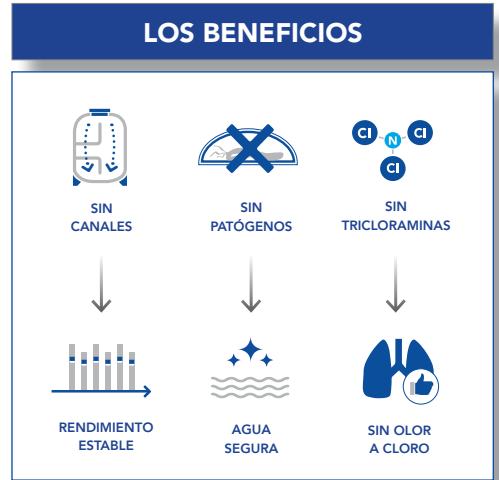 LOS BENEFICIOS
Cl
N
Cl
Cl
SIN
CANALES
SIN
PATÓGENOS
SIN
TRICLORAMINAS
RENDIMIENTO
ESTABLE
AGUA
SEGURA
SIN OLOR
A CLORO